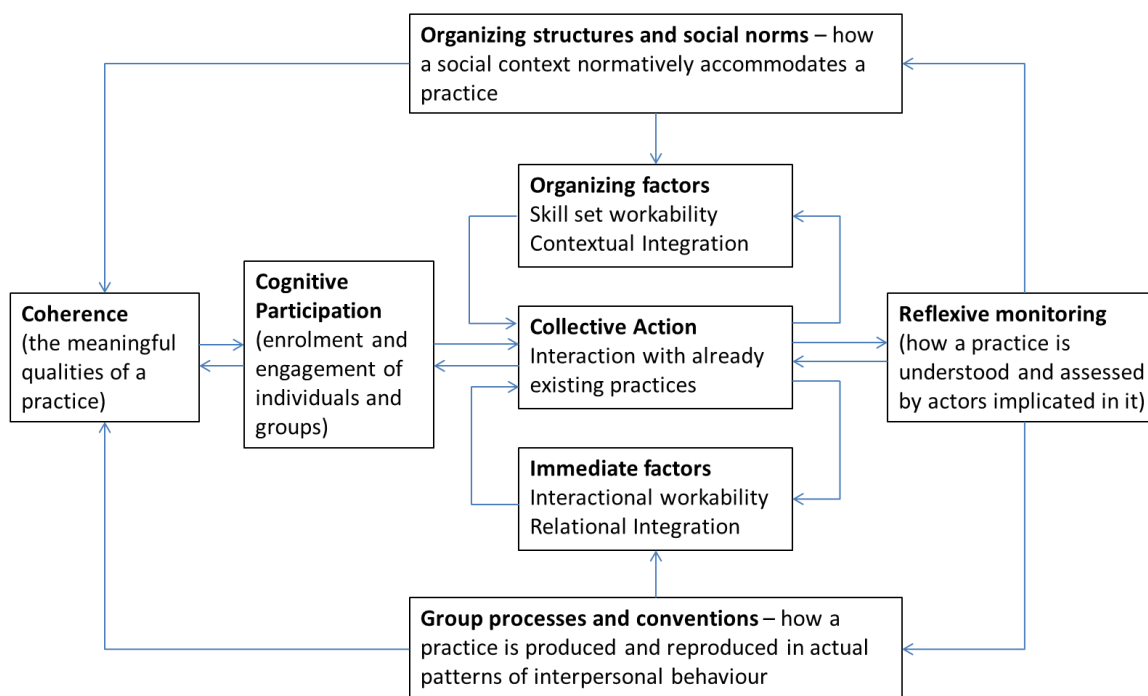 Organizing structures and social norms – how
a social context normatively accommodates a
practice
Organizing factors
Skill set workability
Contextual Integration
Coherence
(the meaningful
qualities of a
practice)
Cognitive
Participation
(enrolment and
engagement of
individuals and
groups)
Collective Action
Interaction with already
existing practices
Reflexive monitoring
(how a practice is
understood and assessed
by actors implicated in it)
Immediate factors
Interactional workability
Relational Integration
Group processes and conventions – how a
practice is produced and reproduced in actual
patterns of interpersonal behaviour